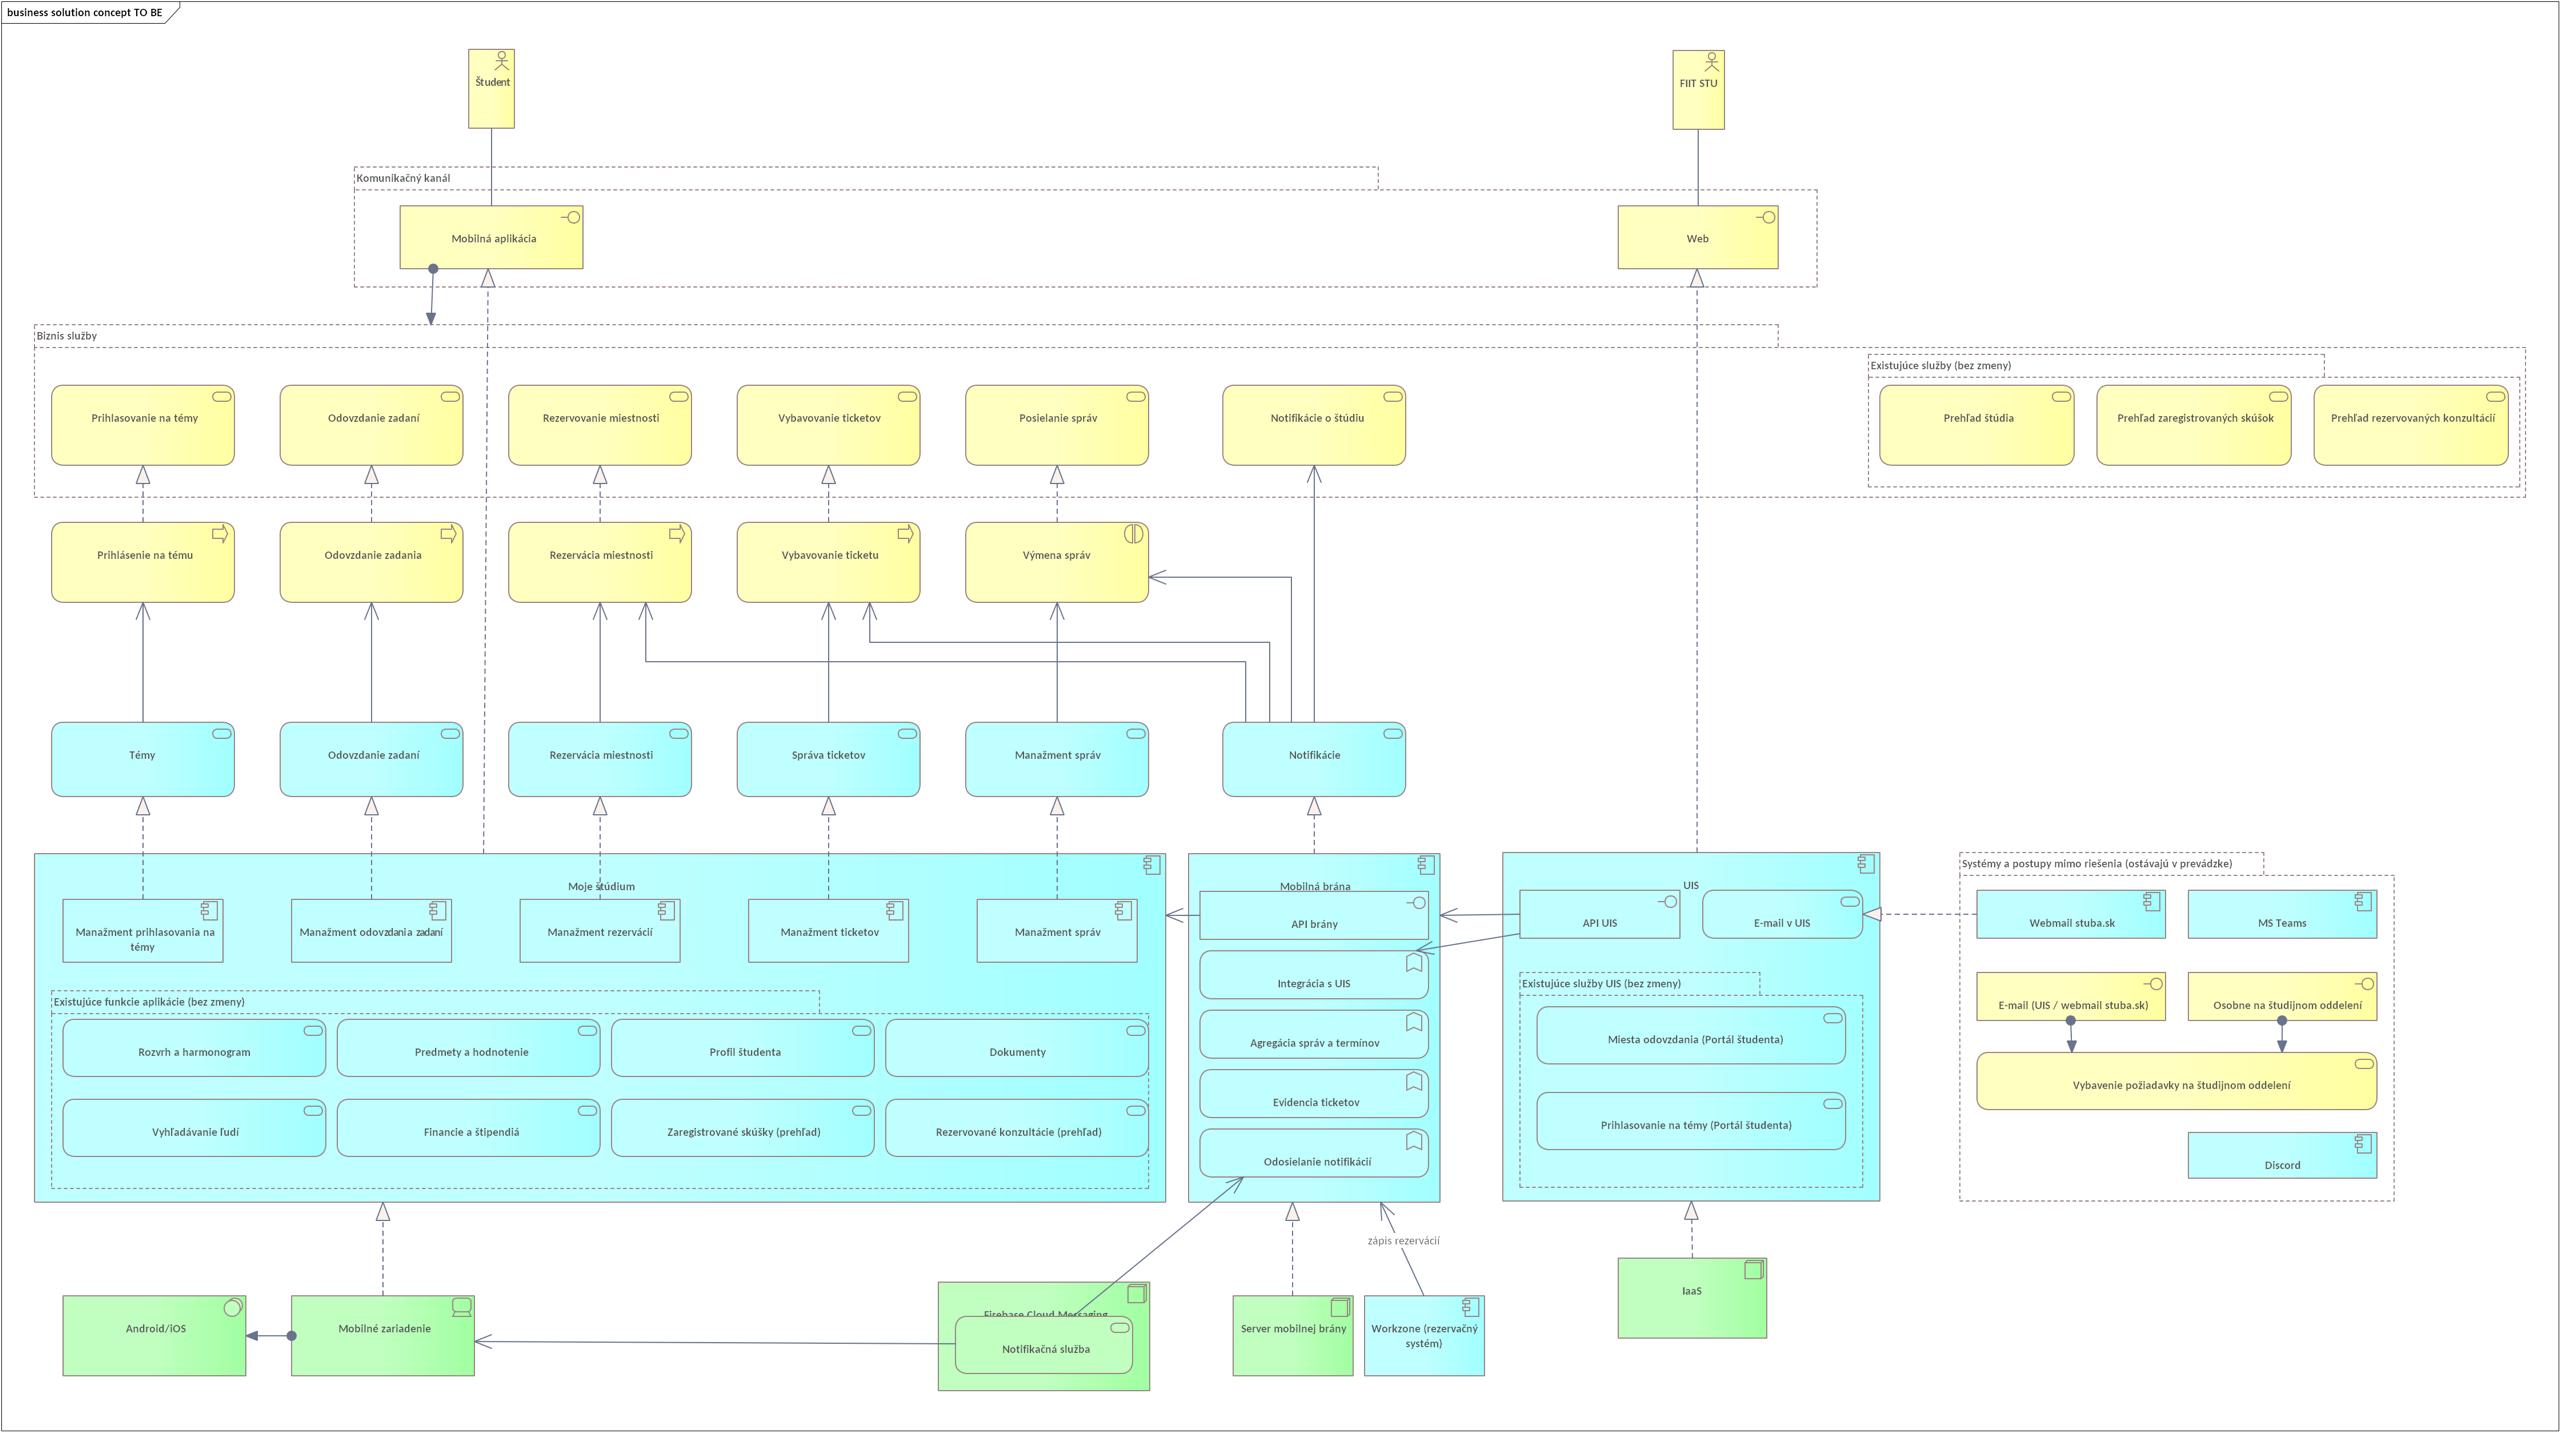 business solution concept TO BE
Študent
FIIT STU
Komunikačný kanál
Mobilná aplikácia
Web
Biznis služby
Existujúce služby (bez zmeny)
Prihlasovanie na témy
Odovzdanie zadaní
Rezervovanie miestnosti
Vybavovanie ticketov
Posielanie správ
Notifikácie o štúdiu
Prehľad štúdia
Prehľad zaregistrovaných skúšok
Prehľad rezervovaných konzultácií
Prihlásenie na tému
Odovzdanie zadania
Rezervácia miestnosti
Vybavovanie ticketu
Výmena správ
Témy
Odovzdanie zadaní
Rezervácia miestnosti
Správa ticketov
Manažment správ
Notifikácie
Moje štúdium
Manažment prihlasovania na
témy
Manažment odovzdania zadaní
Manažment rezervácií
Manažment ticketov
Manažment správ
Existujúce funkcie aplikácie (bez zmeny)
Rozvrh a harmonogram
Predmety a hodnotenie
Profil študenta
Dokumenty
Vyhľadávanie ľudí
Financie a štipendiá
Zaregistrované skúšky (prehľad)
Rezervované konzultácie (prehľad)
Mobilná brána
API brány
Integrácia s UIS
Agregácia správ a termínov
Evidencia ticketov
Odosielanie notifikácií
UIS
API UIS
E-mail v UIS
Existujúce služby UIS (bez zmeny)
Miesta odovzdania (Portál študenta)
Prihlasovanie na témy (Portál študenta)
Systémy a postupy mimo riešenia (ostávajú v prevádzke)
Webmail stuba.sk
MS Teams
E-mail (UIS / webmail stuba.sk)
Osobne na študijnom oddelení
Vybavenie požiadavky na študijnom oddelení
Discord
zápis rezervácií
Android/iOS
Mobilné zariadenie
Firebase Cloud Messaging
Notifikačná služba
Server mobilnej brány
Workzone (rezervačný
systém)
IaaS